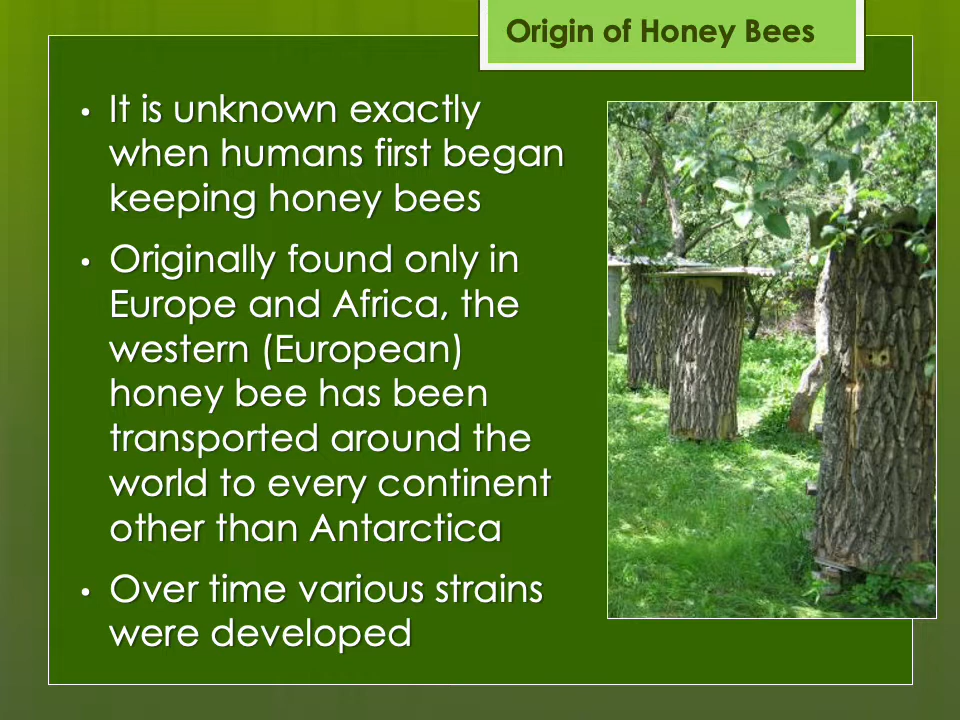 Origin of Honey Bees
• It is unknown exactly
when humans first began
keeping honey bees
• Originally found only in
Europe and Africa, the
western (European)
honey bee has been
transported around the
world to every continent
other than Antarctica
• Over time various strains
were developed